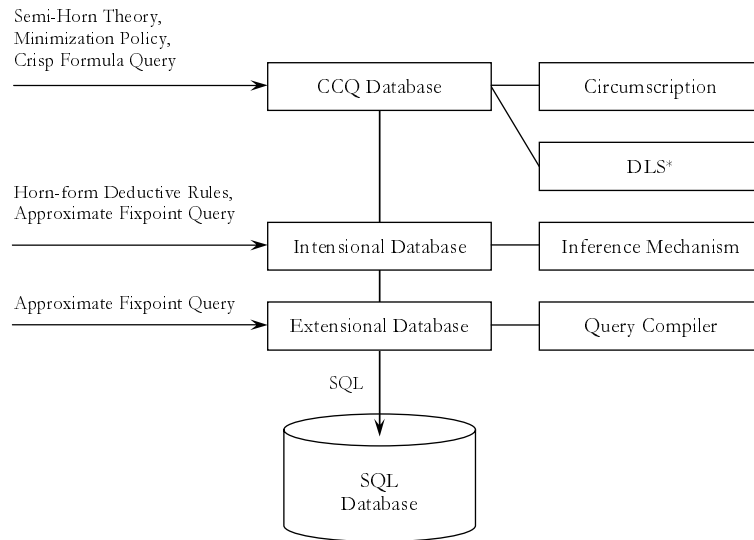 Semi-Horn Theory,
Minimization Policy,
Crisp Formula Query
CCQ Database
Circumscription
DLS*
Horn-form Deductive Rules,
Approximate Fixpoint Query
Intensional Database
Inference Mechanism
Approximate Fixpoint Query
Extensional Database
Query Compiler
SQL
SQL
Database